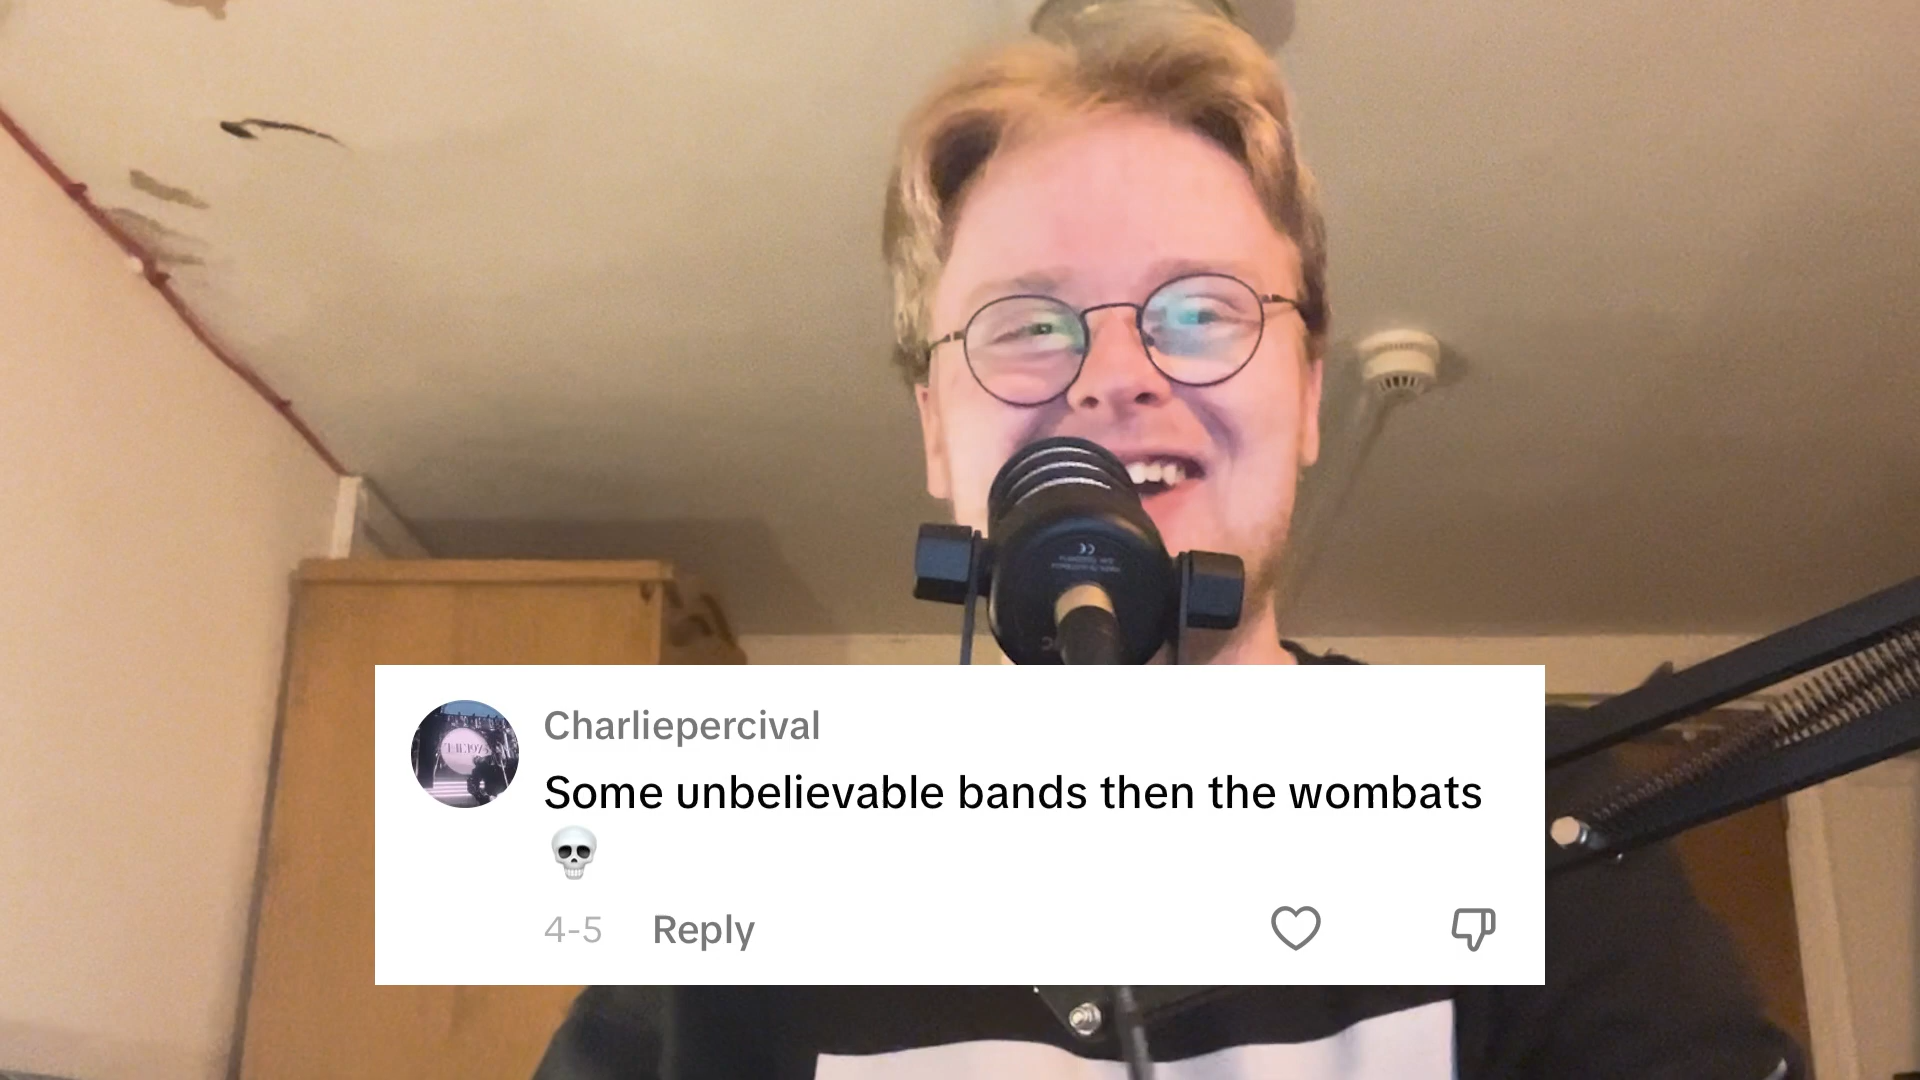 Charliepercival
Some unbelievable bands then the wombats
💀
4-5 Reply